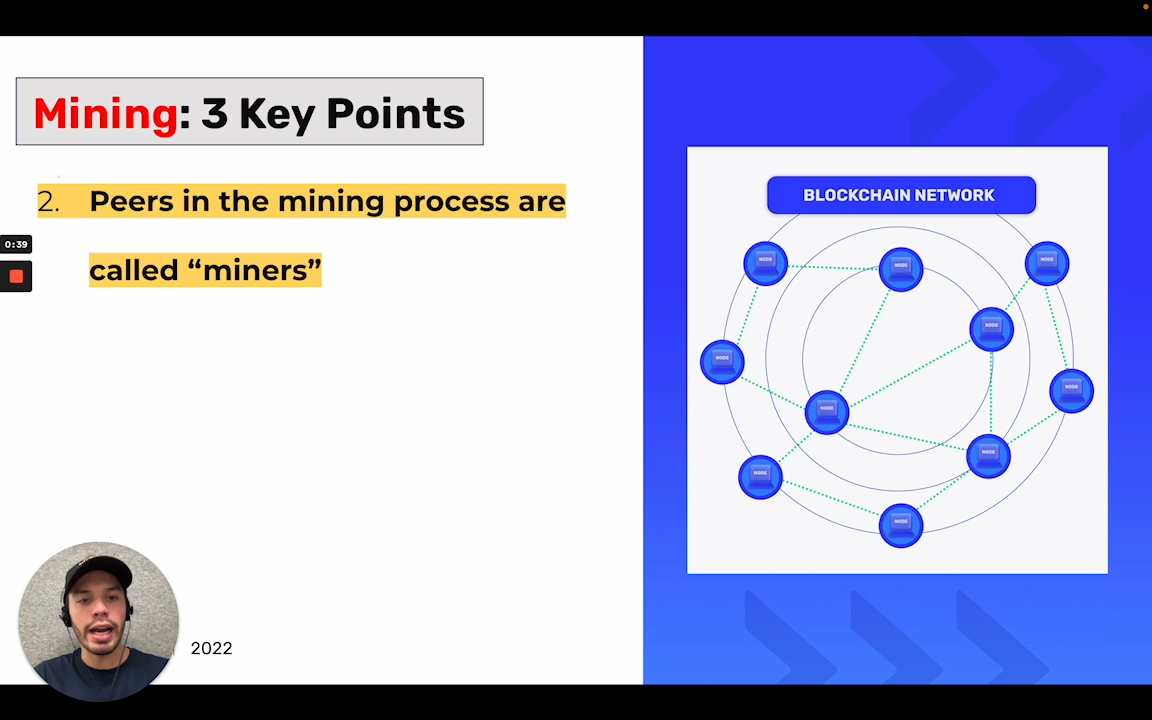 Mining: 3 Key Points
2. Peers in the mining process are
called “miners”
0:39
2022
BLOCKCHAIN NETWORK
NODE
NODE
NODE
NODE
NODE
NODE
NODE
NODE
NODE
NODE